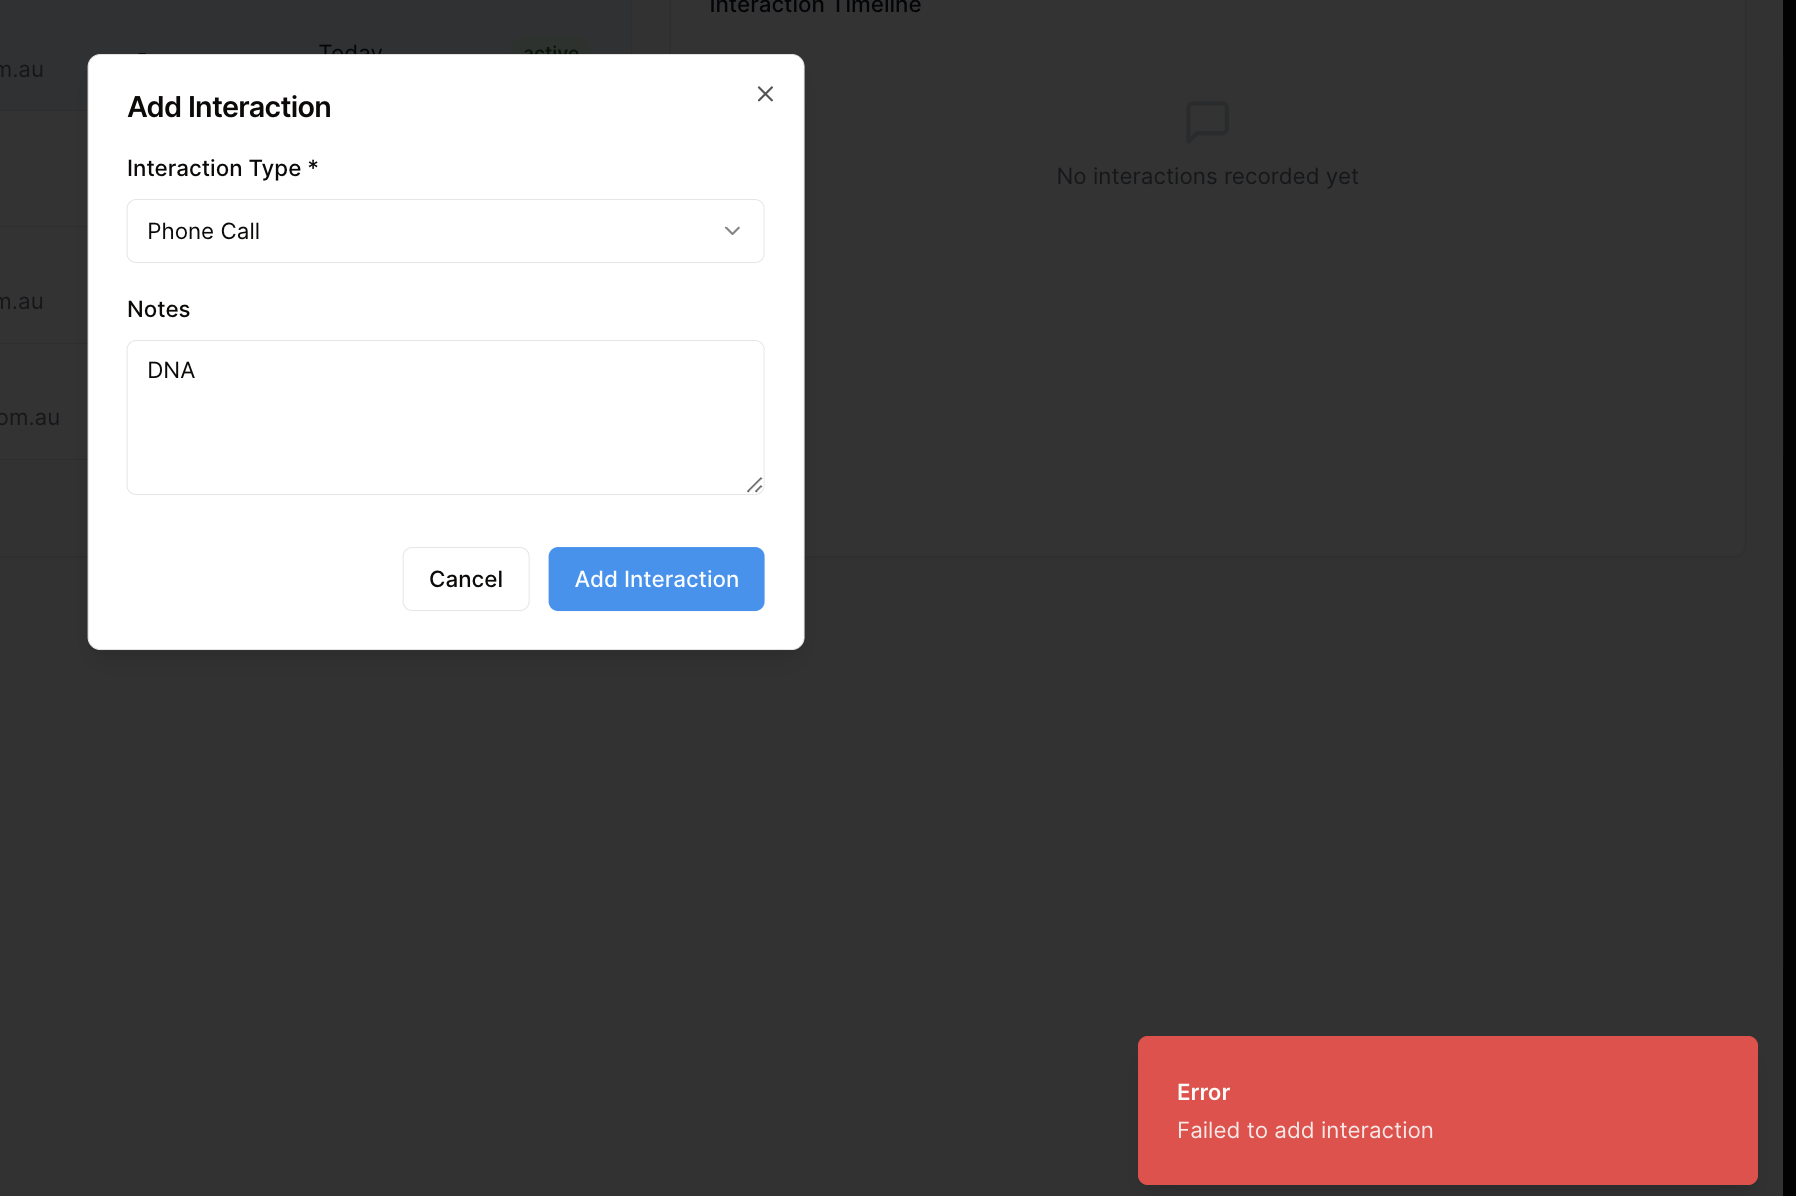 Interaction Timeline
Today
active
m.au
Add Interaction
Interaction Type *
Phone Call
Notes
DNA
Cancel
Add Interaction
No interactions recorded yet
m.au
om.au
Error
Failed to add interaction